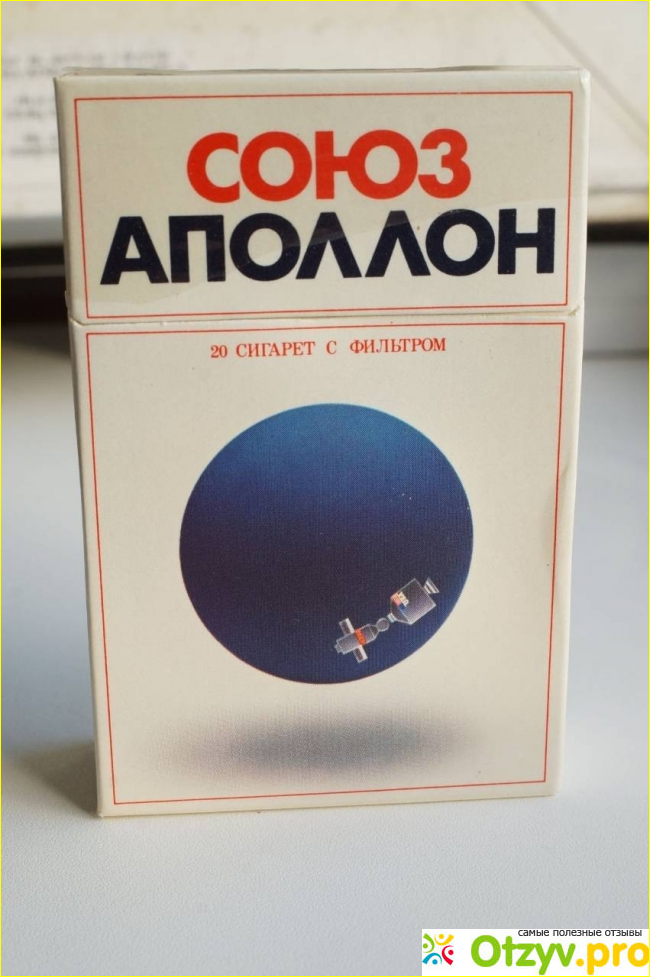 СОЮЗ
АПОЛЛОН
20 СИГАРЕТ С ФИЛЬТРОМ
самые полезные отзывы
Otzyv.pro